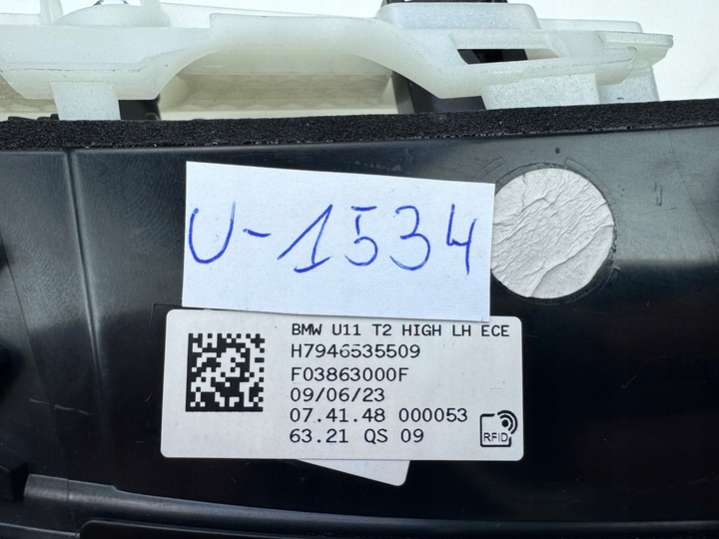 U-1534
BMW U11 T2 HIGH LH ECE
H7946535509
F03863000F
09/06/23
07.41.48 000053
63.21 QS 09
RFID